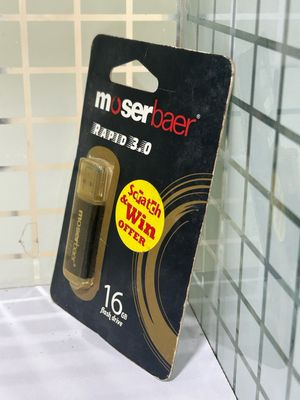 moserbaer®
RAPID 3.0
Scratch
& Win
OFFER
moserbaer
16 GB
flash drive